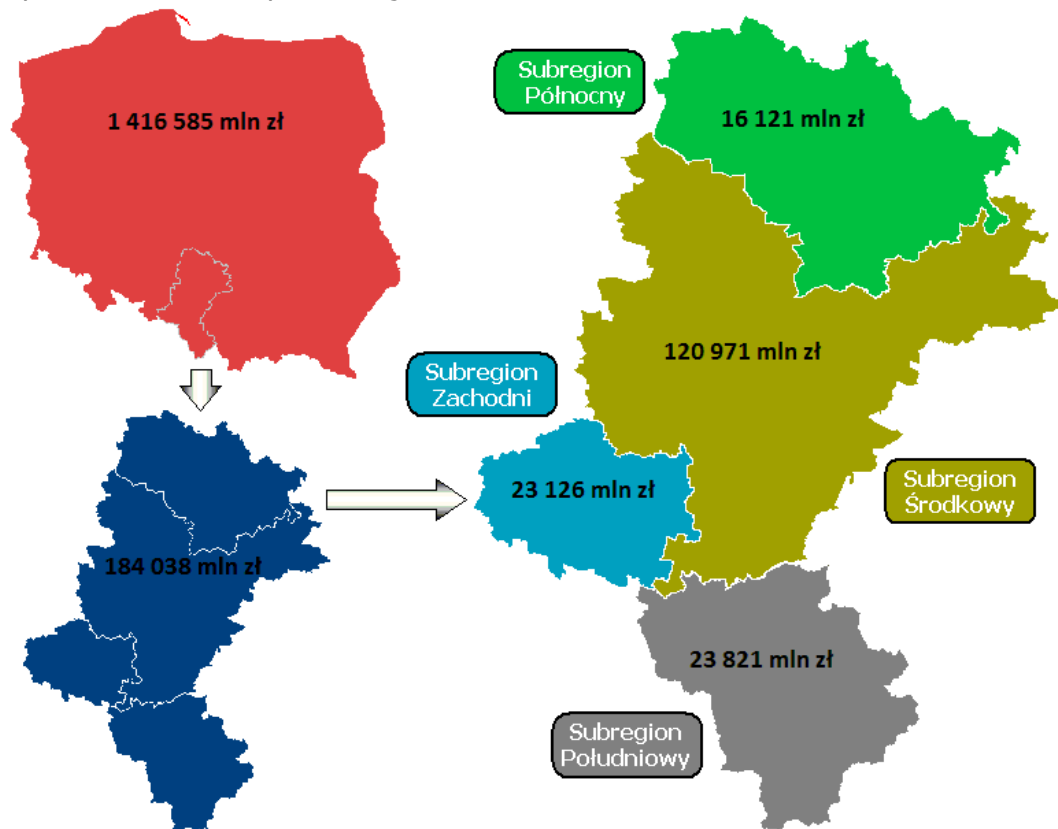 1 416 585 mln zł
184 038 mln zł
Subregion
Północny
16 121 mln zł
120 971 mln zł
Subregion
Zachodni
23 126 mln zł
Subregion
Środkowy
23 821 mln zł
Subregion
Południowy